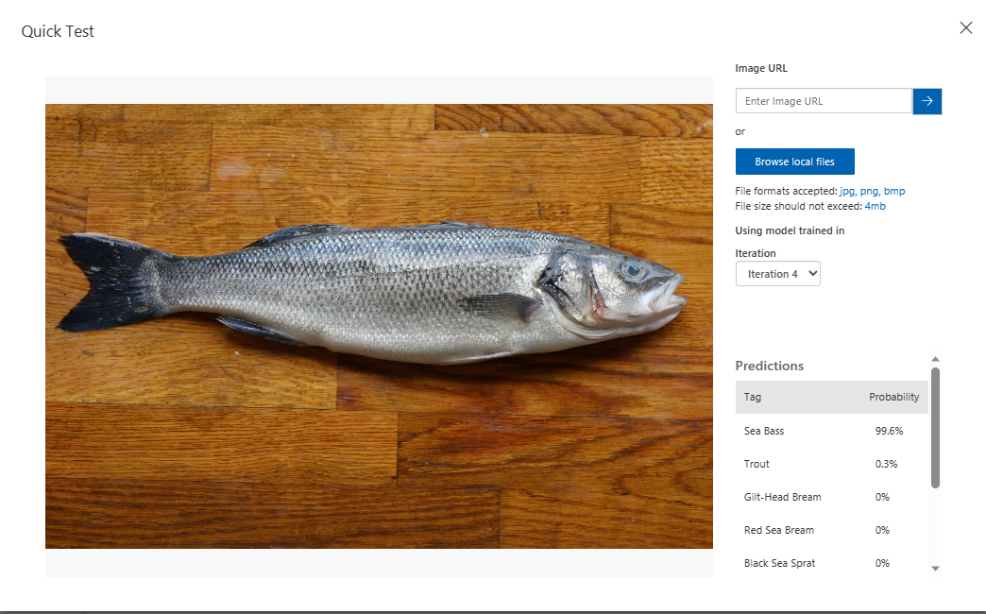 Quick Test
Image URL
Enter Image URL
or
Browse local files
File formats accepted: jpg, png, bmp
File size should not exceed: 4mb
Using model trained in
Iteration
Iteration 4
Predictions
Tag Probability
Sea Bass 99.6%
Trout 0.3%
Gilt-Head Bream 0%
Red Sea Bream 0%
Black Sea Sprat 0%